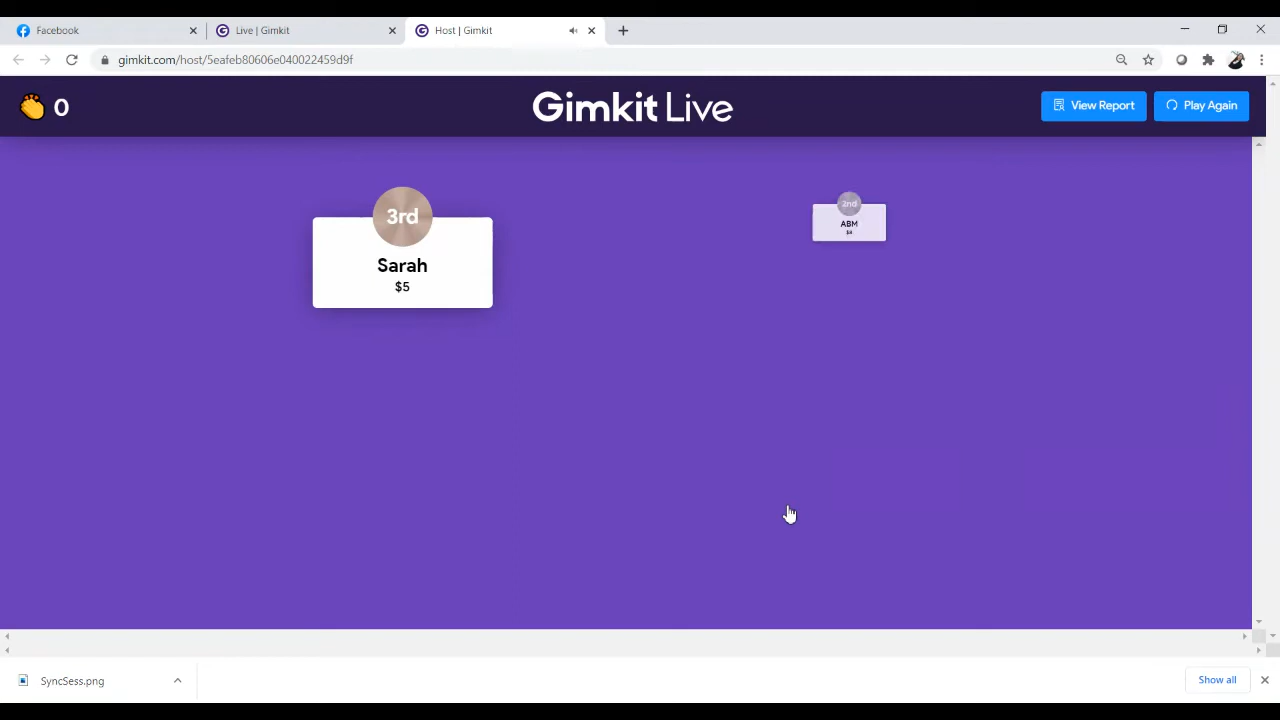 Facebook
Live | Gimkit
Host | Gimkit
gimkit.com/host/5eafeb80606e040022459d9f
0
Gimkit Live
View Report
Play Again
3rd
Sarah
$5
2nd
ABM
SyncSess.png
Show all